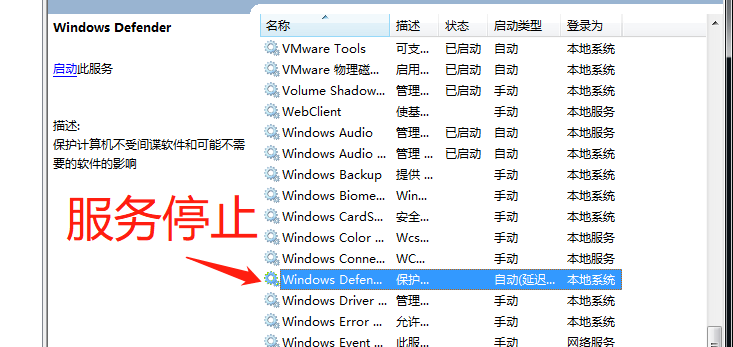 Windows Defender
启动此服务
描述:
保护计算机不受间谍软件和可能不需
要的软件的影响
服务停止
名称 描述 状态 启动类型 登录为
VMware Tools 可支... 已启动 自动 本地系统
VMware 物理磁... 启用... 已启动 自动 本地系统
Volume Shadow... 管理... 已启动 手动 本地系统
WebClient 使基... 手动 本地服务
Windows Audio 管理... 已启动 自动 本地服务
Windows Audio ... 管理 ... 已启动 自动 本地系统
Windows Backup 提供 ... 手动 本地系统
Windows Biome... Win... 手动 本地系统
Windows CardS... 安全... 手动 本地系统
Windows Color ... Wcs... 手动 本地服务
Windows Conne... WC... 手动 本地服务
Windows Defen... 保护... 自动(延迟... 本地系统
Windows Driver ... 管理... 手动 本地系统
Windows Error ... 允许... 手动 本地系统
Windows Event ... 此服... 手动 网络服务